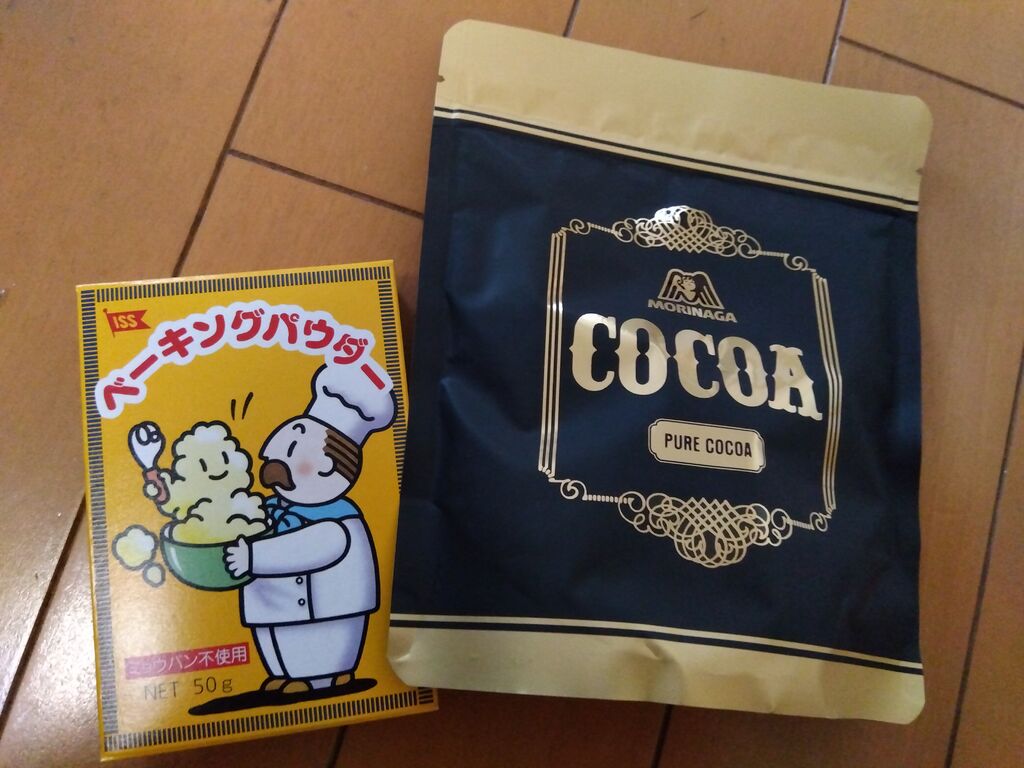 ISS
ベーキングパウダー
ミョウバン不使用
NET 50g
MORINAGA
COCOA
PURE COCOA